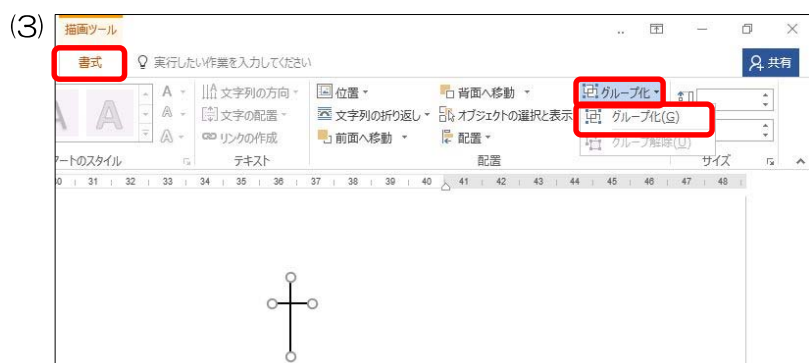 (3)
描画ツール
書式 実行したい作業を入力してください 共有
A 文字列の方向 位置 背面へ移動 グループ化
A A A 文字の配置 文字列の折り返し オブジェクトの選択と表示 グループ化(G)
A リンクの作成 前面へ移動 配置 グループ解除(U)
アートのスタイル テキスト 配置 サイズ
30 31 32 33 34 35 36 37 38 39 40 41 42 43 44 45 46 47 48